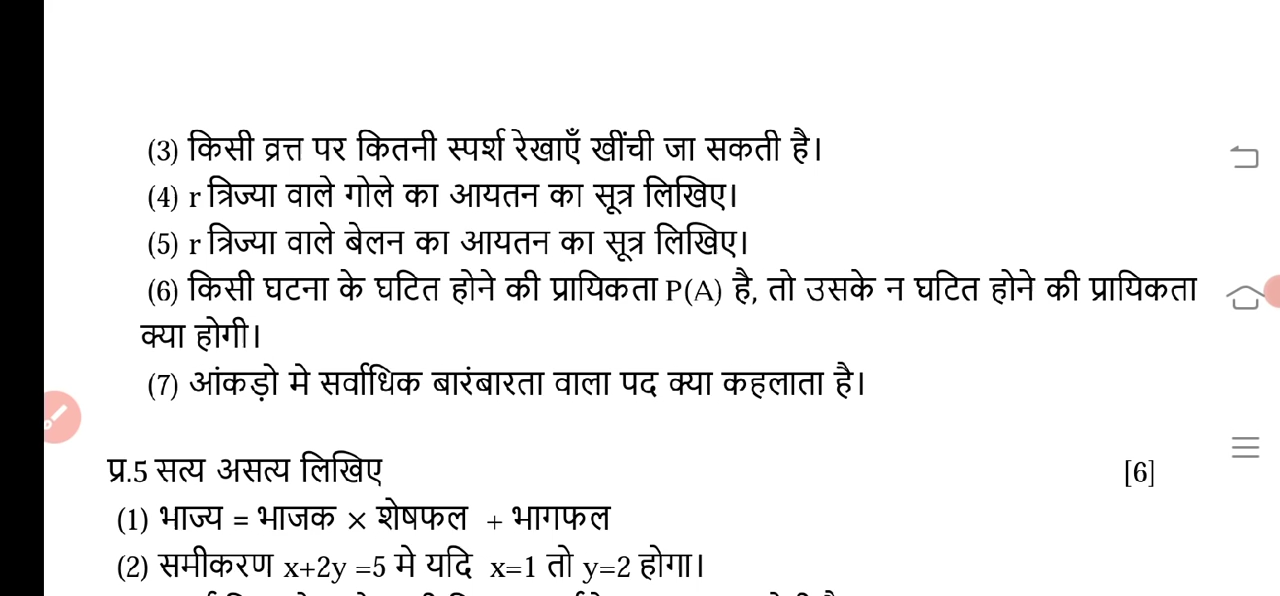 (3) किसी व्रत्त पर कितनी स्पर्श रेखाएँ खींची जा सकती है।
(4) r त्रिज्या वाले गोले का आयतन का सूत्र लिखिए।
(5) r त्रिज्या वाले बेलन का आयतन का सूत्र लिखिए।
(6) किसी घटना के घटित होने की प्रायिकता P(A) है, तो उसके न घटित होने की प्रायिकता
क्या होगी।
(7) आंकड़ो मे सर्वाधिक बारंबारता वाला पद क्या कहलाता है।
प्र.5 सत्य असत्य लिखिए [6]
(1) भाज्य = भाजक × शेषफल + भागफल
(2) समीकरण x+2y =5 मे यदि x=1 तो y=2 होगा।